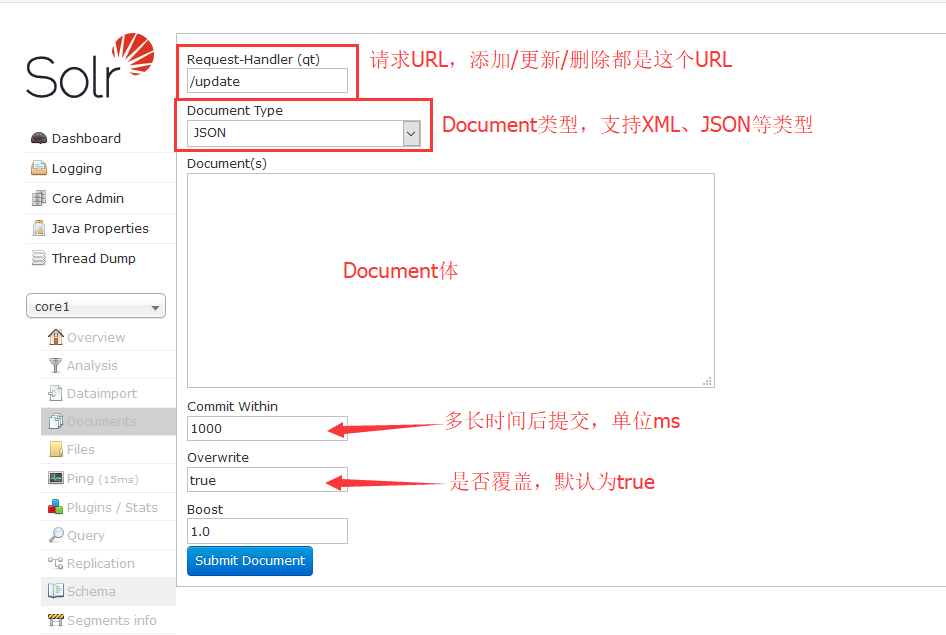 Solr
Dashboard
Logging
Core Admin
Java Properties
Thread Dump
core1
Overview
Analysis
Dataimport
Documents
Files
Ping (15ms)
Plugins / Stats
Query
Replication
Schema
Segments info
Request-Handler (qt)
请求URL，添加/更新/删除都是这个URL
/update
Document Type
JSON
Document类型，支持XML、JSON等类型
Document(s)
Document体
Commit Within
1000
多长时间后提交，单位ms
Overwrite
true
是否覆盖，默认为true
Boost
1.0
Submit Document